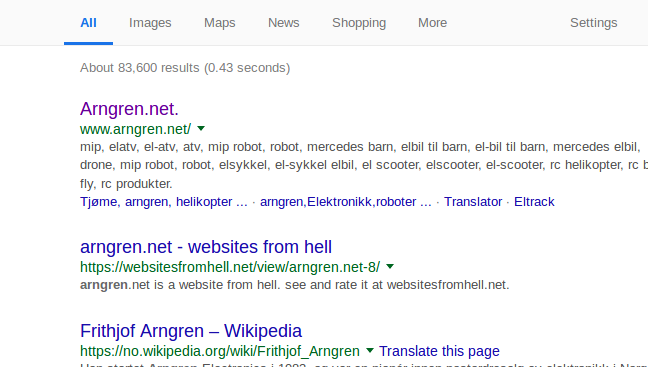 All Images Maps News Shopping More Settings
About 83,600 results (0.43 seconds)
Arngren.net.
www.arngren.net/
mip, elatv, el-atv, atv, mip robot, robot, mercedes barn, elbil til barn, el-bil til barn, mercedes elbil,
drone, mip robot, robot, elsykkel, el-sykkel elbil, el scooter, elscooter, el-scooter, rc helikopter, rc b
fly, rc produkter.
Tjøme, arngren, helikopter ... · arngren,Elektronikk,roboter ... · Translator · Eltrack
arngren.net - websites from hell
https://websitesfromhell.net/view/arngren.net-8/
arngren.net is a website from hell. see and rate it at websitesfromhell.net.
Frithjof Arngren – Wikipedia
https://no.wikipedia.org/wiki/Frithjof_Arngren Translate this page